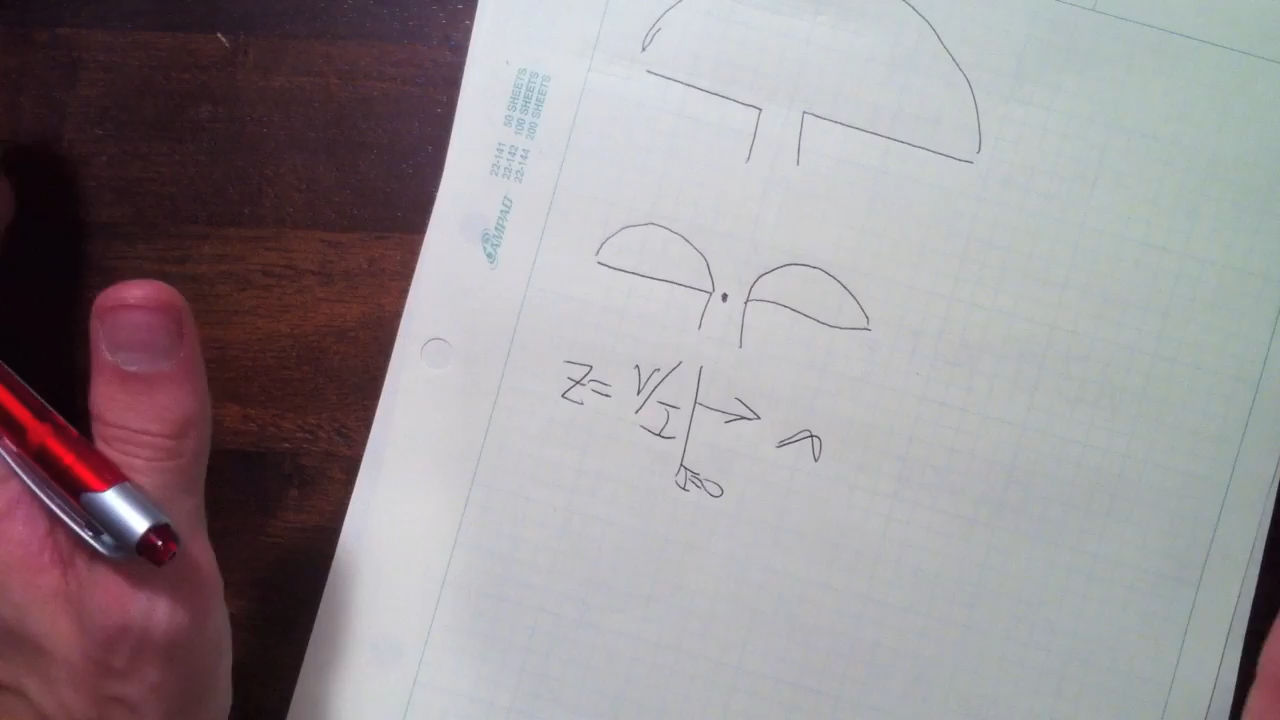 22-141 50 SHEETS
22-142 100 SHEETS
22-144 200 SHEETS
AMPAD
Z = V/I | →
I=0